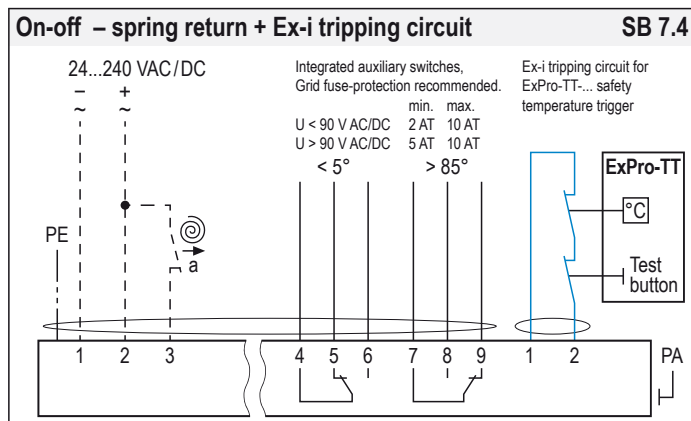 On-off – spring return + Ex-i tripping circuit SB 7.4
24...240 VAC/DC
– +
~ ~
Integrated auxiliary switches,
Grid fuse-protection recommended.
min. max.
U < 90 V AC/DC 2 AT 10 AT
U > 90 V AC/DC 5 AT 10 AT
< 5° > 85°
Ex-i tripping circuit for
ExPro-TT-... safety
temperature trigger
ExPro-TT
°C
Test
button
PE
a
1 2 3 4 5 6 7 8 9 1 2 PA